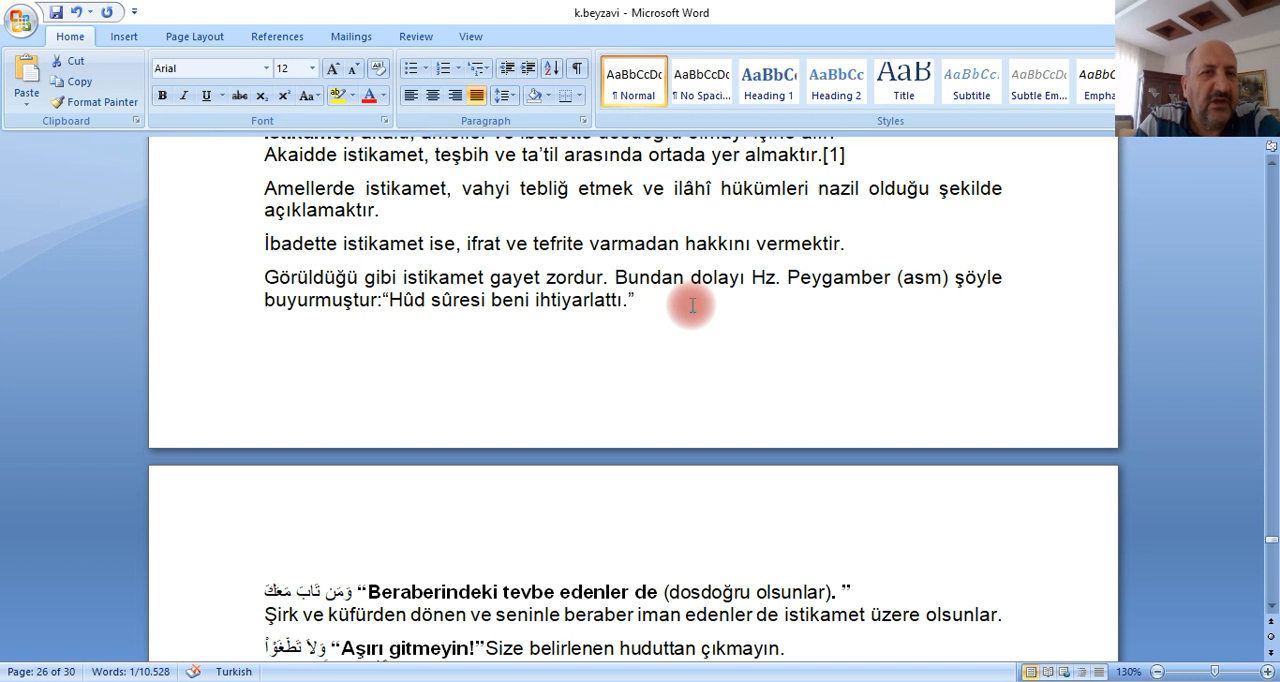 k.beyzavi - Microsoft Word
Home Insert Page Layout References Mailings Review View
Paste
Cut
Copy
Format Painter
Clipboard
Arial 12
Font
Paragraph
AaBbCcDc AaBbCcDc AaBbC AaBbCc AaB AaBbCc. AaBbCcDc AaBbC
¶ Normal ¶ No Spaci... Heading 1 Heading 2 Title Subtitle Subtle Em... Empha
Styles
Akaidde istikamet, teşbih ve ta’til arasında ortada yer almaktır.[1]
Amellerde istikamet, vahyi tebliğ etmek ve ilâhî hükümleri nazil olduğu şekilde
açıklamaktır.
İbadette istikamet ise, ifrat ve tefrite varmadan hakkını vermektir.
Görüldüğü gibi istikamet gayet zordur. Bundan dolayı Hz. Peygamber (asm) şöyle
buyurmuştur:“Hûd sûresi beni ihtiyarlattı.”
وَمَن تَابَ مَعَكَ “Beraberindeki tevbe edenler de (dosdoğru olsunlar). ”
Şirk ve küfürden dönen ve seninle beraber iman edenler de istikamet üzere olsunlar.
وَلاَ تَطْغَوْاْ “Aşırı gitmeyin!”Size belirlenen huduttan çıkmayın.
Page: 26 of 30 Words: 1/10.528 Turkish 130%